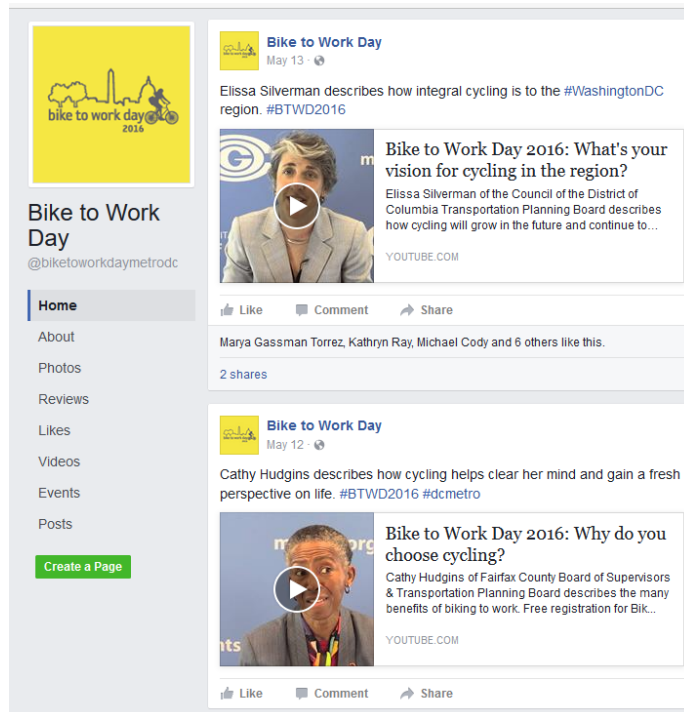 bike to work day
2016
Bike to Work
Day
@biketoworkdaymetrodc
Home
About
Photos
Reviews
Likes
Videos
Events
Posts
Create a Page
Bike to Work Day
May 13 ·
Elissa Silverman describes how integral cycling is to the #WashingtonDC
region. #BTWD2016
Bike to Work Day 2016: What's your
vision for cycling in the region?
Elissa Silverman of the Council of the District of
Columbia Transportation Planning Board describes
how cycling will grow in the future and continue to…
YOUTUBE.COM
Like Comment Share
Marya Gassman Torrez, Kathryn Ray, Michael Cody and 6 others like this.
2 shares
Bike to Work Day
May 12 ·
Cathy Hudgins describes how cycling helps clear her mind and gain a fresh
perspective on life. #BTWD2016 #dcmetro
Bike to Work Day 2016: Why do you
choose cycling?
Cathy Hudgins of Fairfax County Board of Supervisors
& Transportation Planning Board describes the many
benefits of biking to work. Free registration for Bik...
YOUTUBE.COM
Like Comment Share